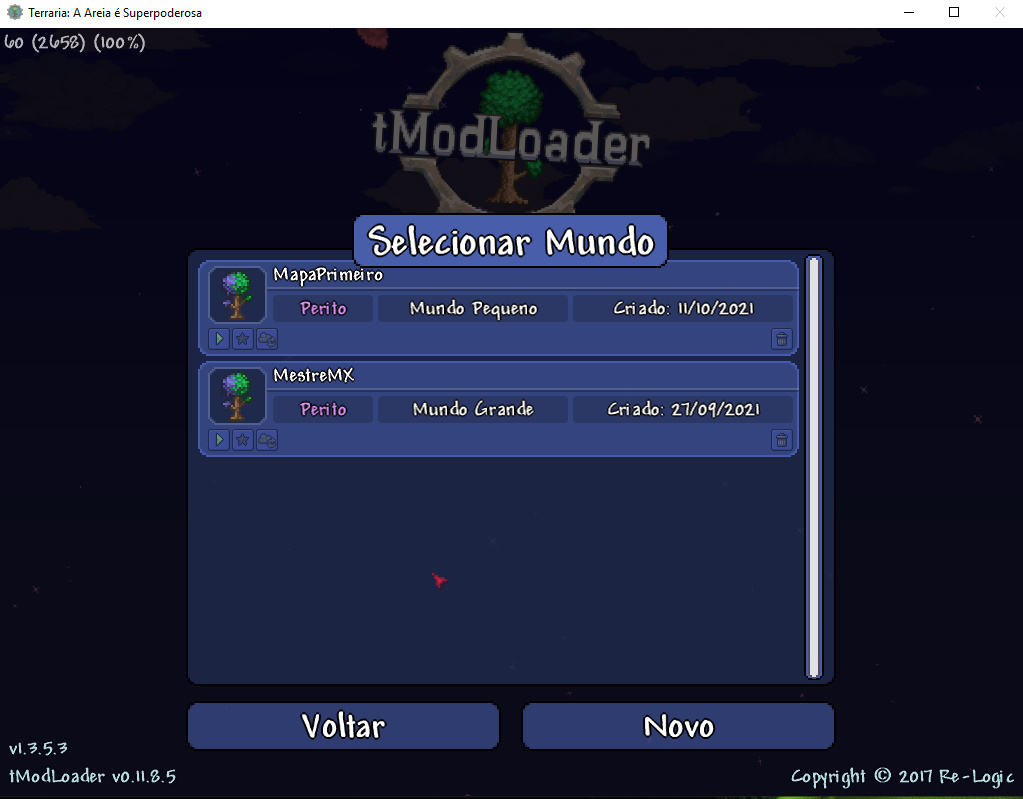 Terraria: A Areia é Superpoderosa
60 (2658) (100%)
tModLoader
Selecionar Mundo
MapaPrimeiro
Perito Mundo Pequeno Criado: 11/10/2021
MestreMX
Perito Mundo Grande Criado: 27/09/2021
Voltar Novo
v1.3.5.3
tModLoader v0.11.8.5
Copyright © 2017 Re-Logic